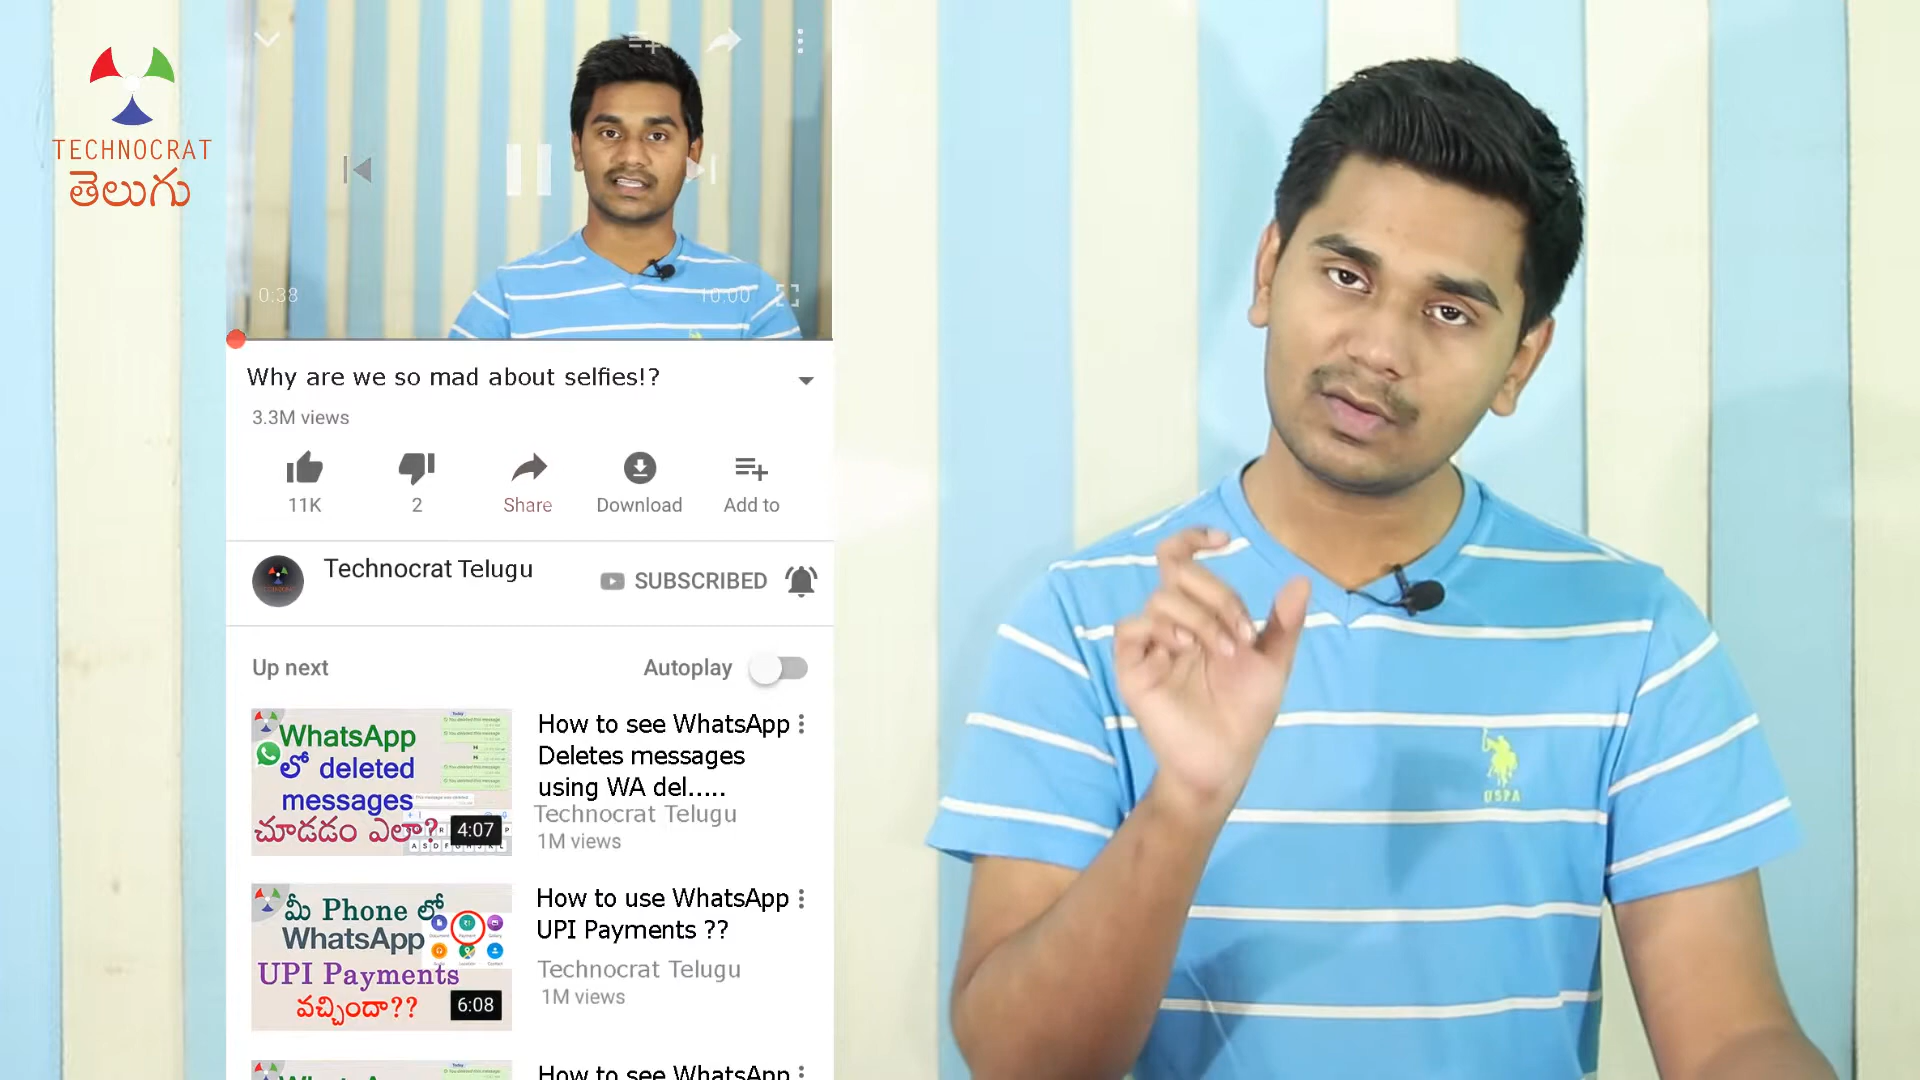 TECHNOCRAT
తెలుగు
0:38
10:00
Why are we so mad about selfies!?
3.3M views
11K
2
Share
Download
Add to
Technocrat Telugu
SUBSCRIBED
Up next
Autoplay
WhatsApp
లో deleted
messages
చూడడం ఎలా?
4:07
How to see WhatsApp
Deletes messages
using WA del.....
Technocrat Telugu
1M views
మీ Phone లో
WhatsApp
UPI Payments
వచ్చిందా??
6:08
How to use WhatsApp
UPI Payments ??
Technocrat Telugu
1M views
How to see WhatsApp
USPA